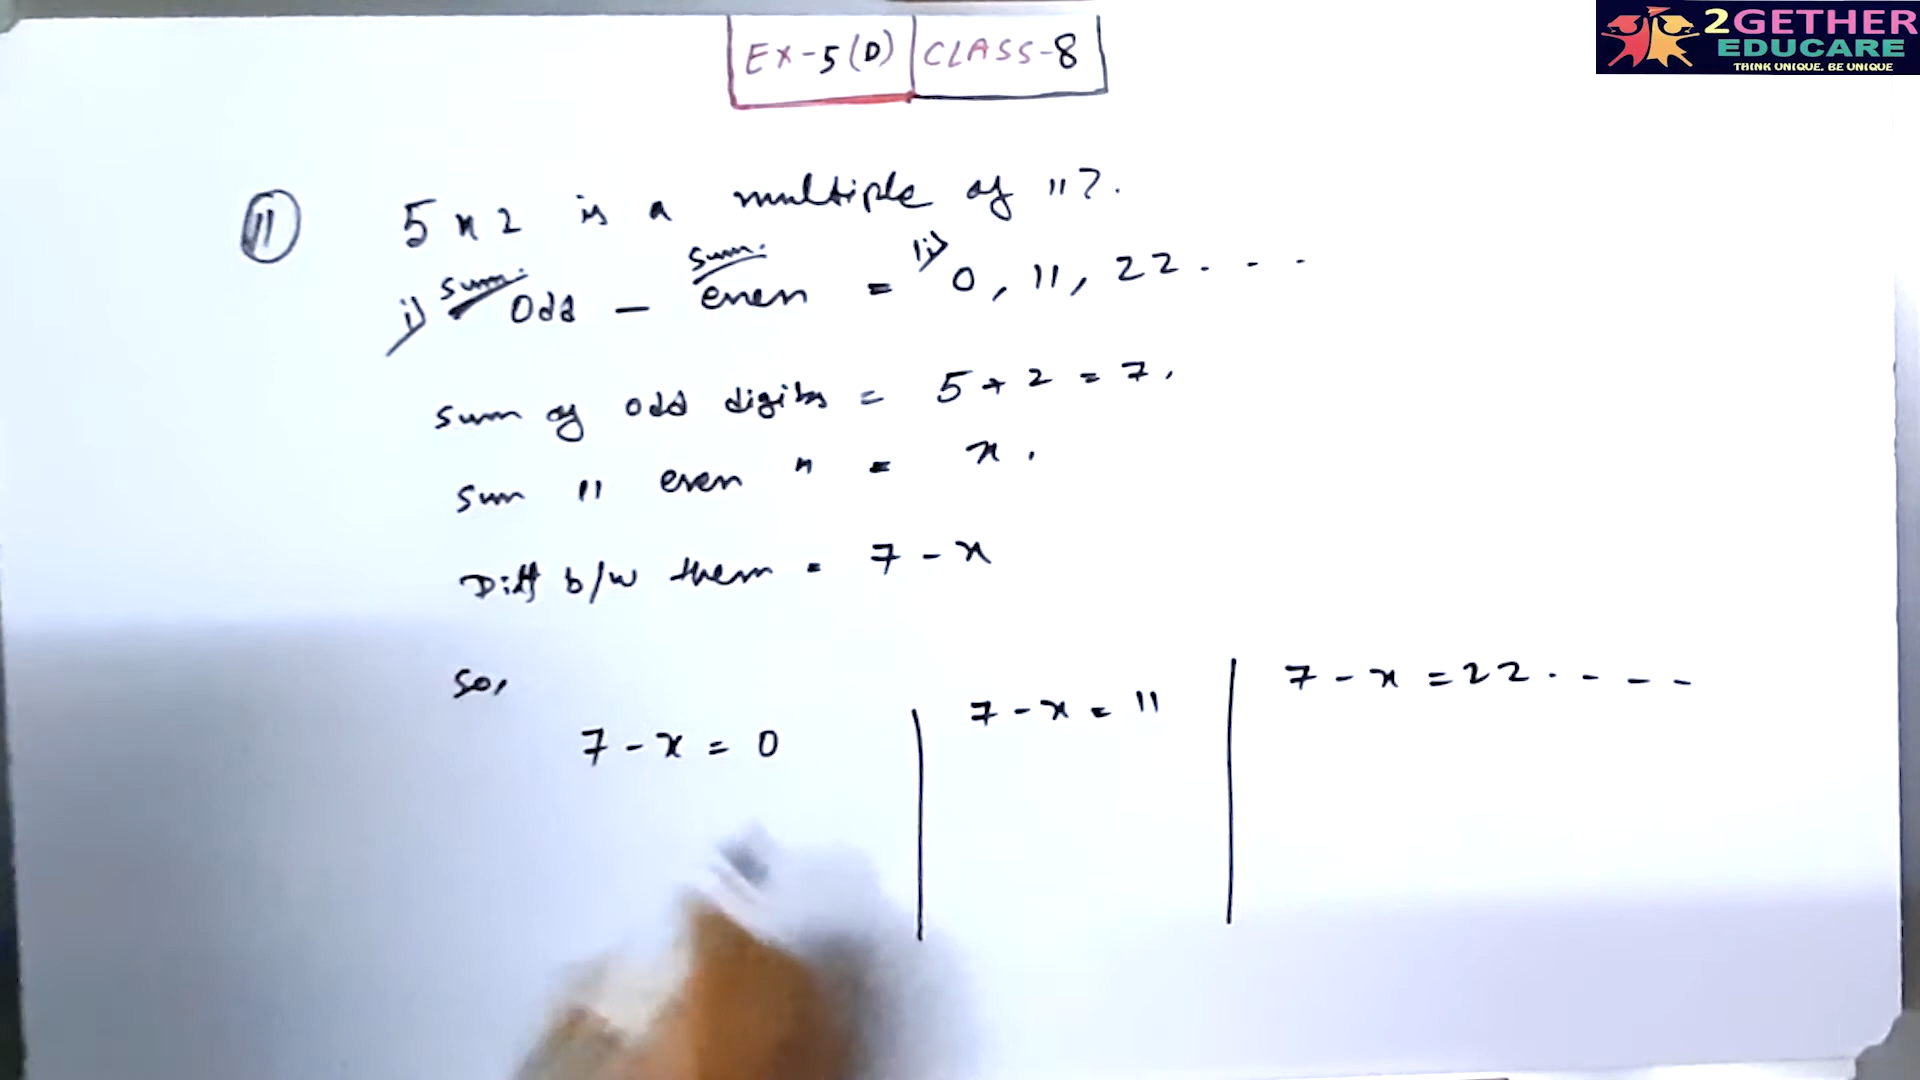 EX-5(D) CLASS-8
2GETHER
EDUCARE
THINK UNIQUE. BE UNIQUE
11 5x2 is a multiple of 11?.
i) sum. Odd - sum. even = ii) 0, 11, 22 . . .
Sum of odd digits = 5 + 2 = 7.
Sum 11 even " = x.
Diff b/w them = 7 - x
So,
7 - x = 0
7 - x = 11
7 - x = 22 . - - -